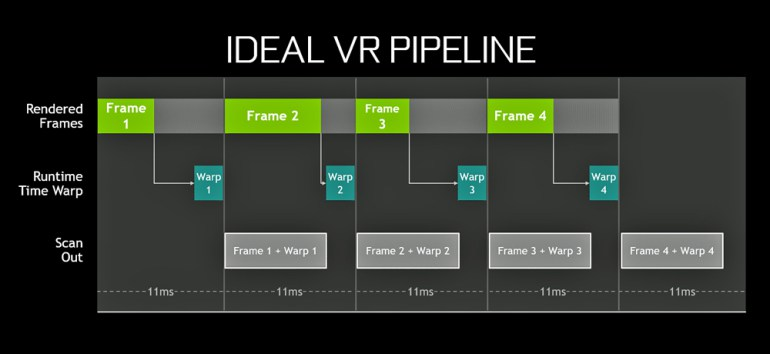 IDEAL VR PIPELINE
Rendered
Frames
Frame
1
Frame 2
Frame
3
Frame 4
Runtime
Time Warp
Warp
1
Warp
2
Warp
3
Warp
4
Scan
Out
Frame 1 + Warp 1
Frame 2 + Warp 2
Frame 3 + Warp 3
Frame 4 + Warp 4
11ms
11ms
11ms
11ms
11ms